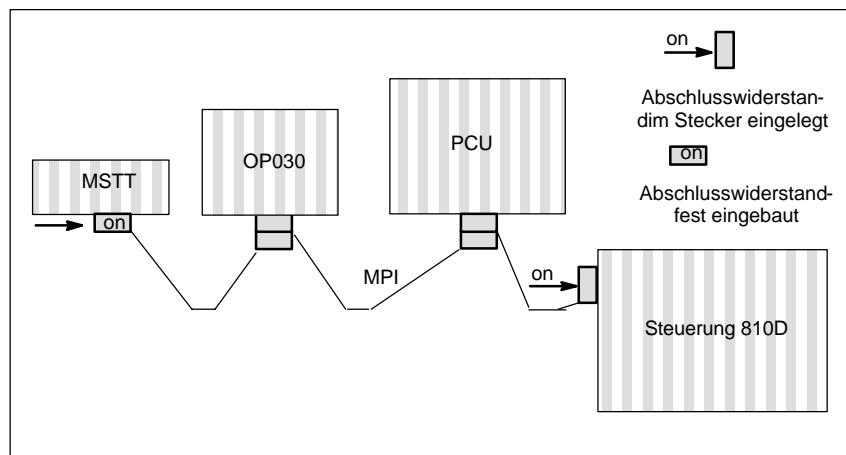 on
Abschlusswiderstan-
dim Stecker eingelegt
on
Abschlusswiderstand-
fest eingebaut
PCU
OP030
MSTT
on
MPI
on
Steuerung 810D